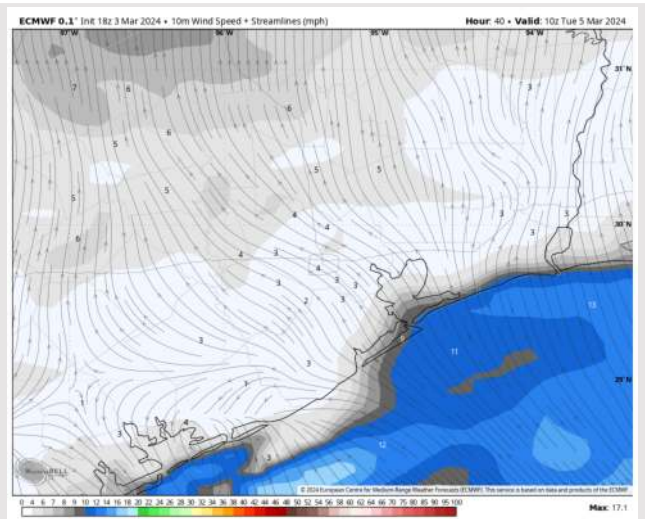 ECMWF 0.1° Init 18z 3 Mar 2024 • 10m Wind Speed + Streamlines (mph) Hour: 40 • Valid: 10z Tue 5 Mar 2024
97°W 96°W 95°W 94°W
31°N
7 6 3
6
5 6
5 5
5 5
3 3
4
4 3 30°N
6
4 3
4
3 3 3
2 3
13
3
11
3
29°N
1
1
4
3 12
3
WeatherBELL
© 2024 European Centre for Medium-Range Weather Forecasts (ECMWF). This service is based on data and products of the ECMWF
0 4 6 7 8 9 10 12 14 16 18 20 22 24 26 28 30 32 34 36 38 40 42 44 46 48 50 52 54 56 58 60 65 70 75 80 85 90 95 100
Max: 17.1